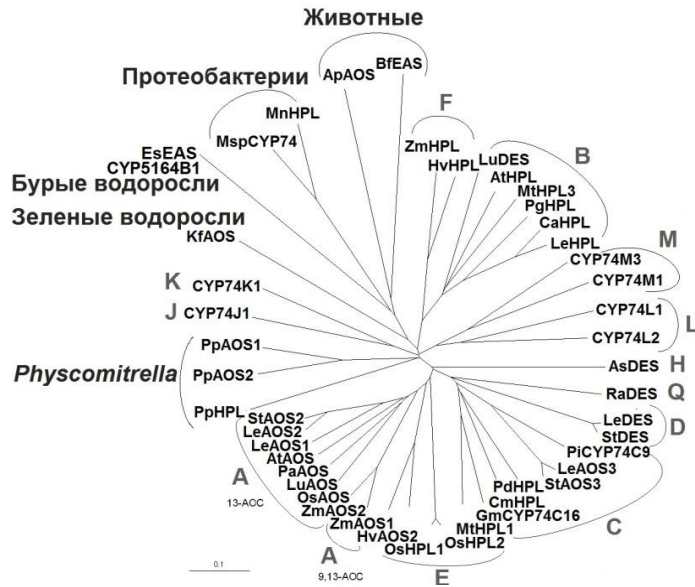 Животные
BfEAS
ApAOS
Протеобактерии
MnHPL
MspCYP74
F
ZmHPL
HvHPL
LuDES
B
AtHPL
MtHPL3
PgHPL
CaHPL
LeHPL
EsEAS
CYP5164B1
Бурые водоросли
Зеленые водоросли
KfAOS
M
CYP74M3
CYP74M1
K
CYP74K1
J
CYP74J1
CYP74L1
L
CYP74L2
PpAOS1
Physcomitrella
PpAOS2
PpHPL
AsDES
H
RaDES
Q
LeDES
D
StDES
PiCYP74C9
LeAOS3
StAOS3
PdHPL
CmHPL
GmCYP74C16
C
StAOS2
LeAOS2
LeAOS1
AtAOS
PaAOS
LuAOS
OsAOS
ZmAOS2
A
13-АОС
ZmAOS1
HvAOS2
A
9,13-АОС
OsHPL1
OsHPL2
MtHPL1
E
0.1